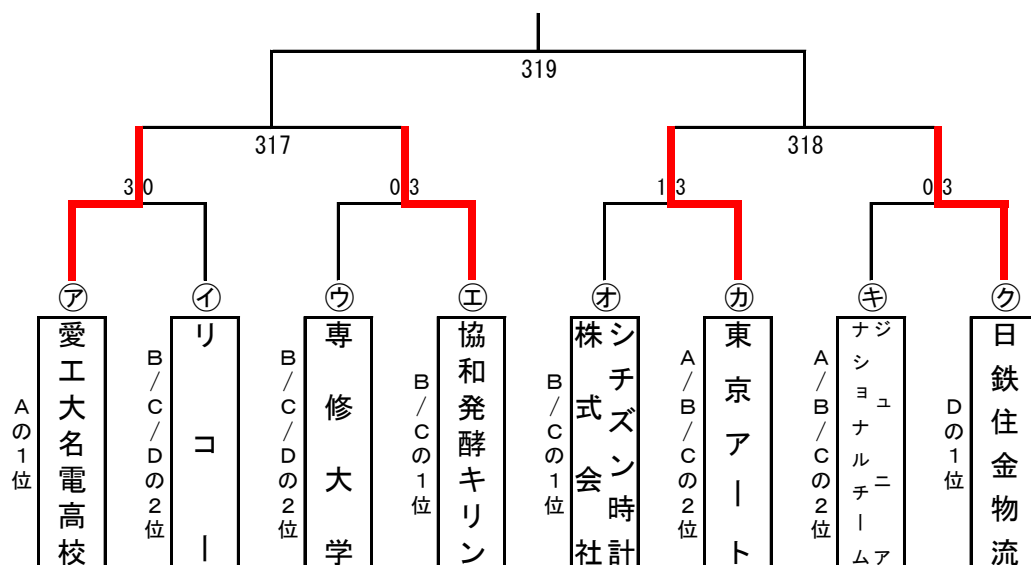 319
317
318
3 0
0 3
1 3
0 3
㋐
㋑
㋒
㋓
㋔
㋕
㋖
㋗
Aの1位
愛工大名電高校
B/C/Dの2位
リコー
B/C/Dの2位
専修大学
B/Cの1位
協和発酵キリン
B/Cの1位
シチズン時計
株式会社
A/B/Cの2位
東京アート
A/B/Cの2位
ジュニア
ナショナルチーム
Dの1位
日鉄住金物流